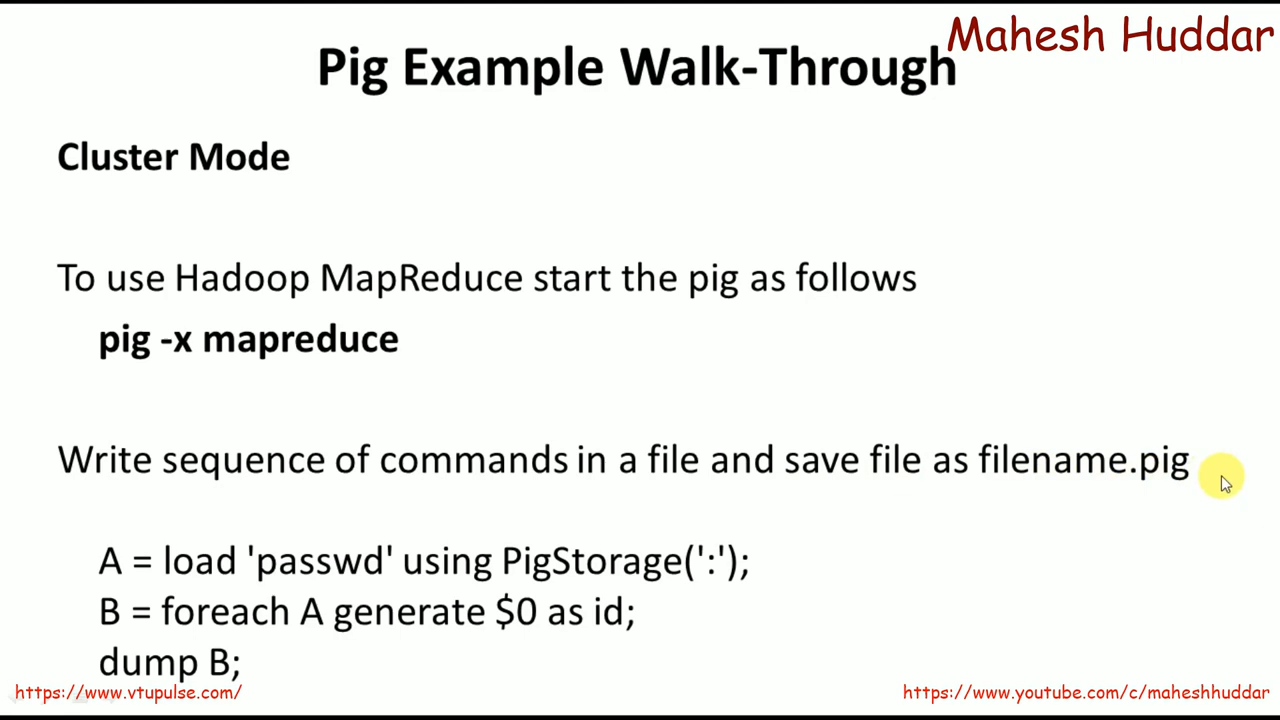 Mahesh Huddar
Pig Example Walk-Through
Cluster Mode
To use Hadoop MapReduce start the pig as follows
pig -x mapreduce
Write sequence of commands in a file and save file as filename.pig
A = load 'passwd' using PigStorage(':');
B = foreach A generate $0 as id;
dump B;
https://www.vtupulse.com/
https://www.youtube.com/c/maheshhuddar